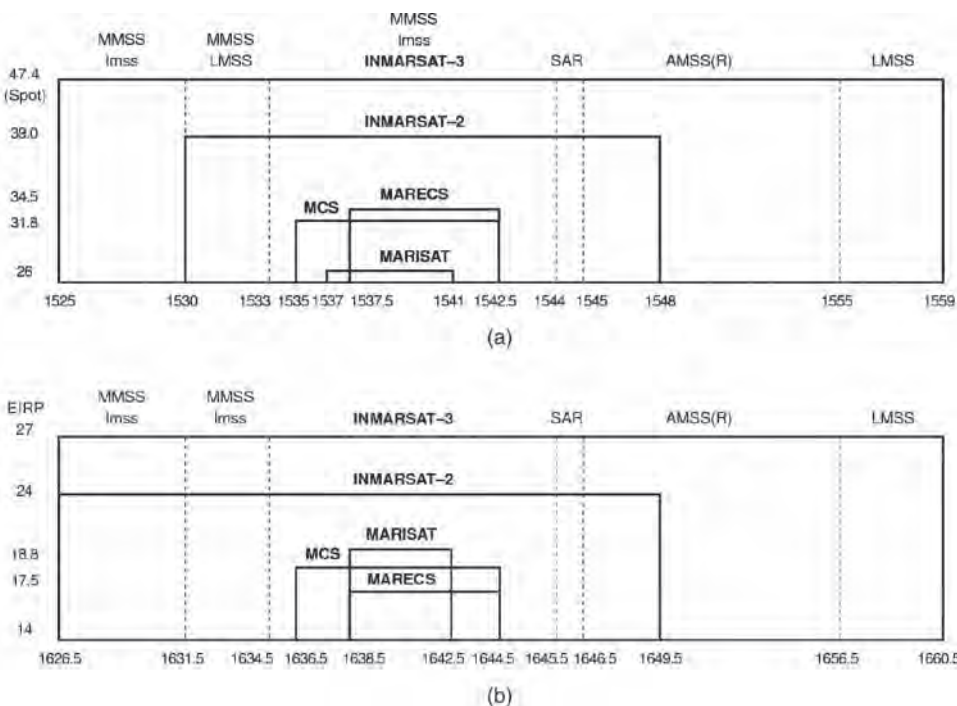 MMSS
MMSS MMSS Imss
Imss LMSS INMARSAT–3 SAR AMSS(R) LMSS
47.4
(Spot)
INMARSAT–2
39.0
34.5 MARECS
MCS
31.8
MARISAT
26
1525 1530 1533 1535 1537 1537.5 1541 1542.5 1544 1545 1548 1555 1559
(a)
MMSS MMSS
EIRP Imss Imss INMARSAT–3 SAR AMSS(R) LMSS
27
INMARSAT–2
24
MARISAT
18.8 MCS
17.5 MARECS
14
1626.5 1631.5 1634.5 1636.5 1638.5 1642.5 1644.5 1645.5 1646.5 1649.5 1656.5 1660.5
(b)